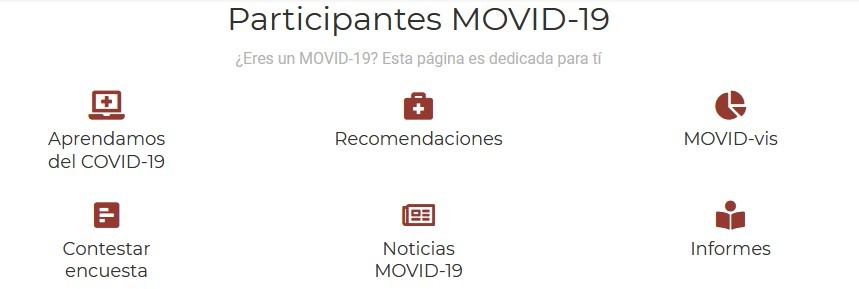 Participantes MOVID-19
¿Eres un MOVID-19? Esta página es dedicada para tí
Aprendamos
del COVID-19
Recomendaciones
MOVID-vis
Contestar
encuesta
Noticias
MOVID-19
Informes